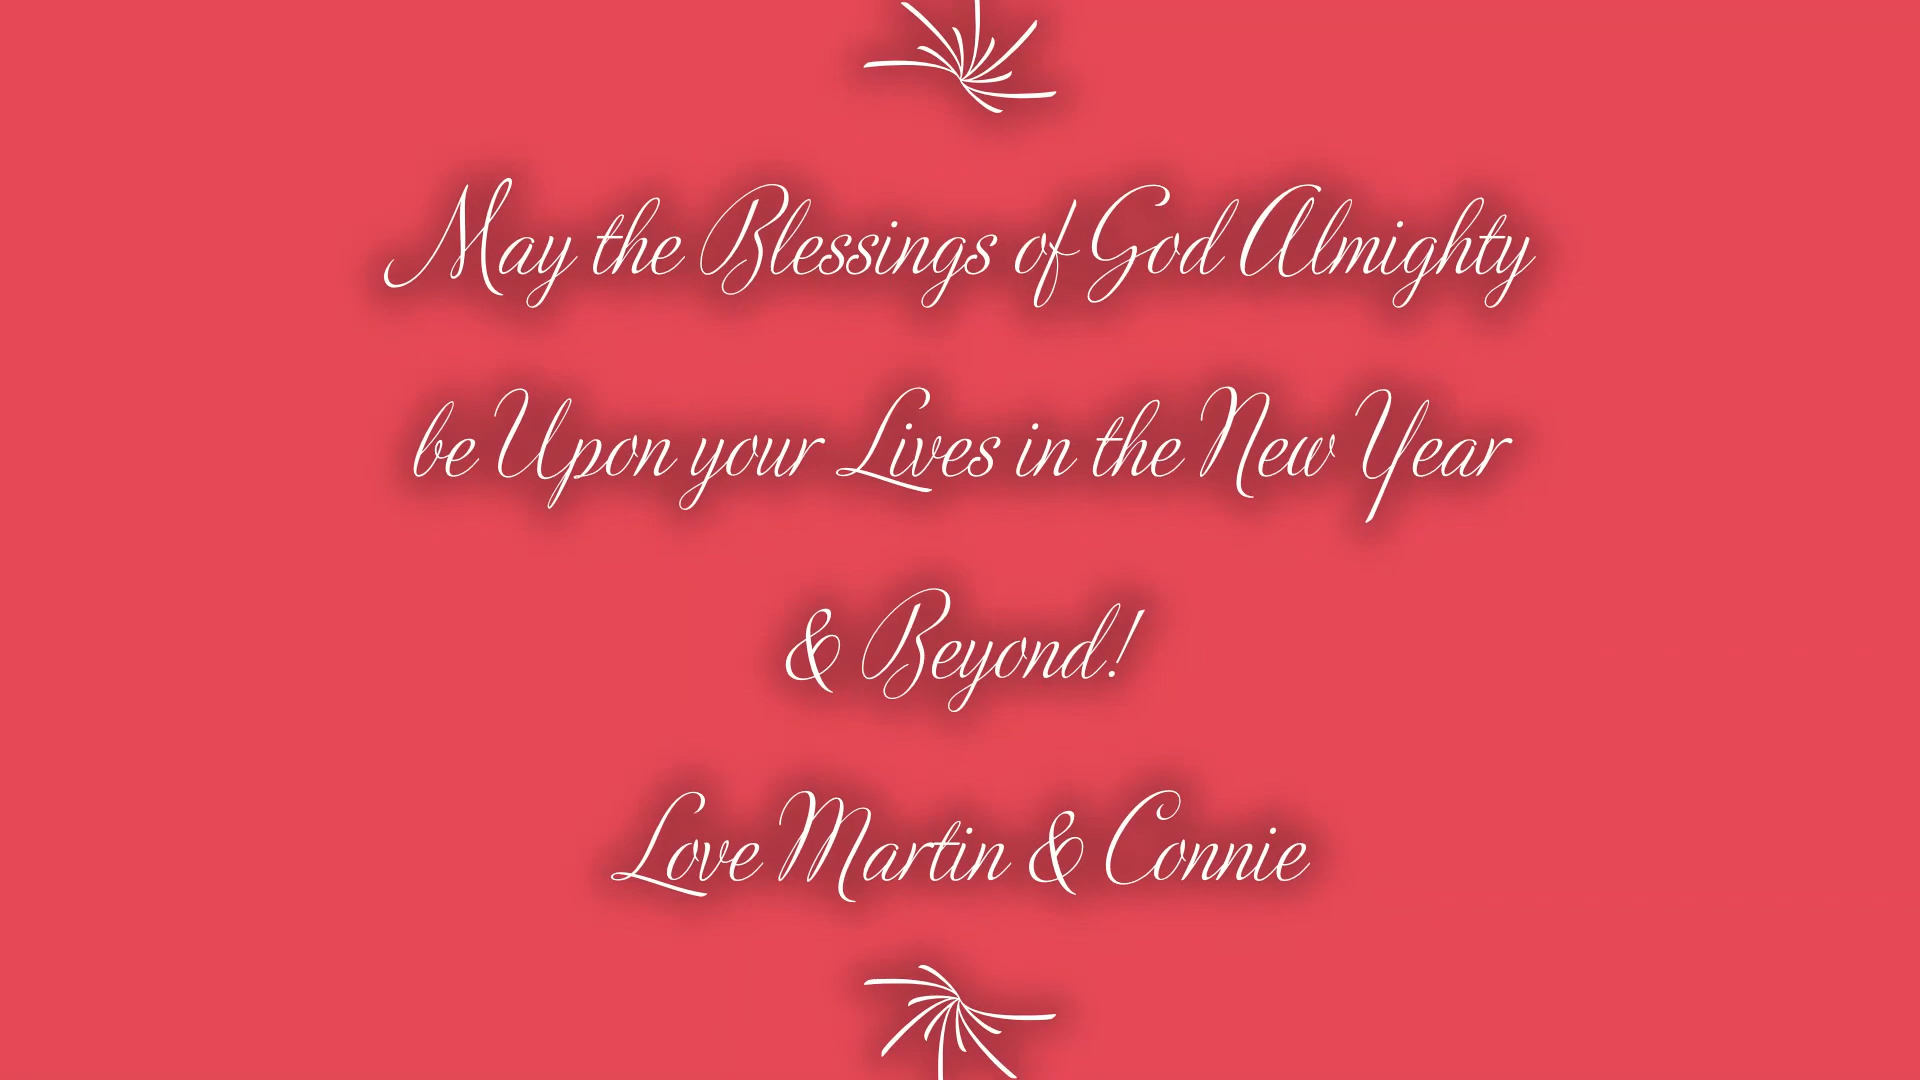 May the Blessings of God Almighty
be Upon your Lives in the New Year
& Beyond!
Love Martin & Connie